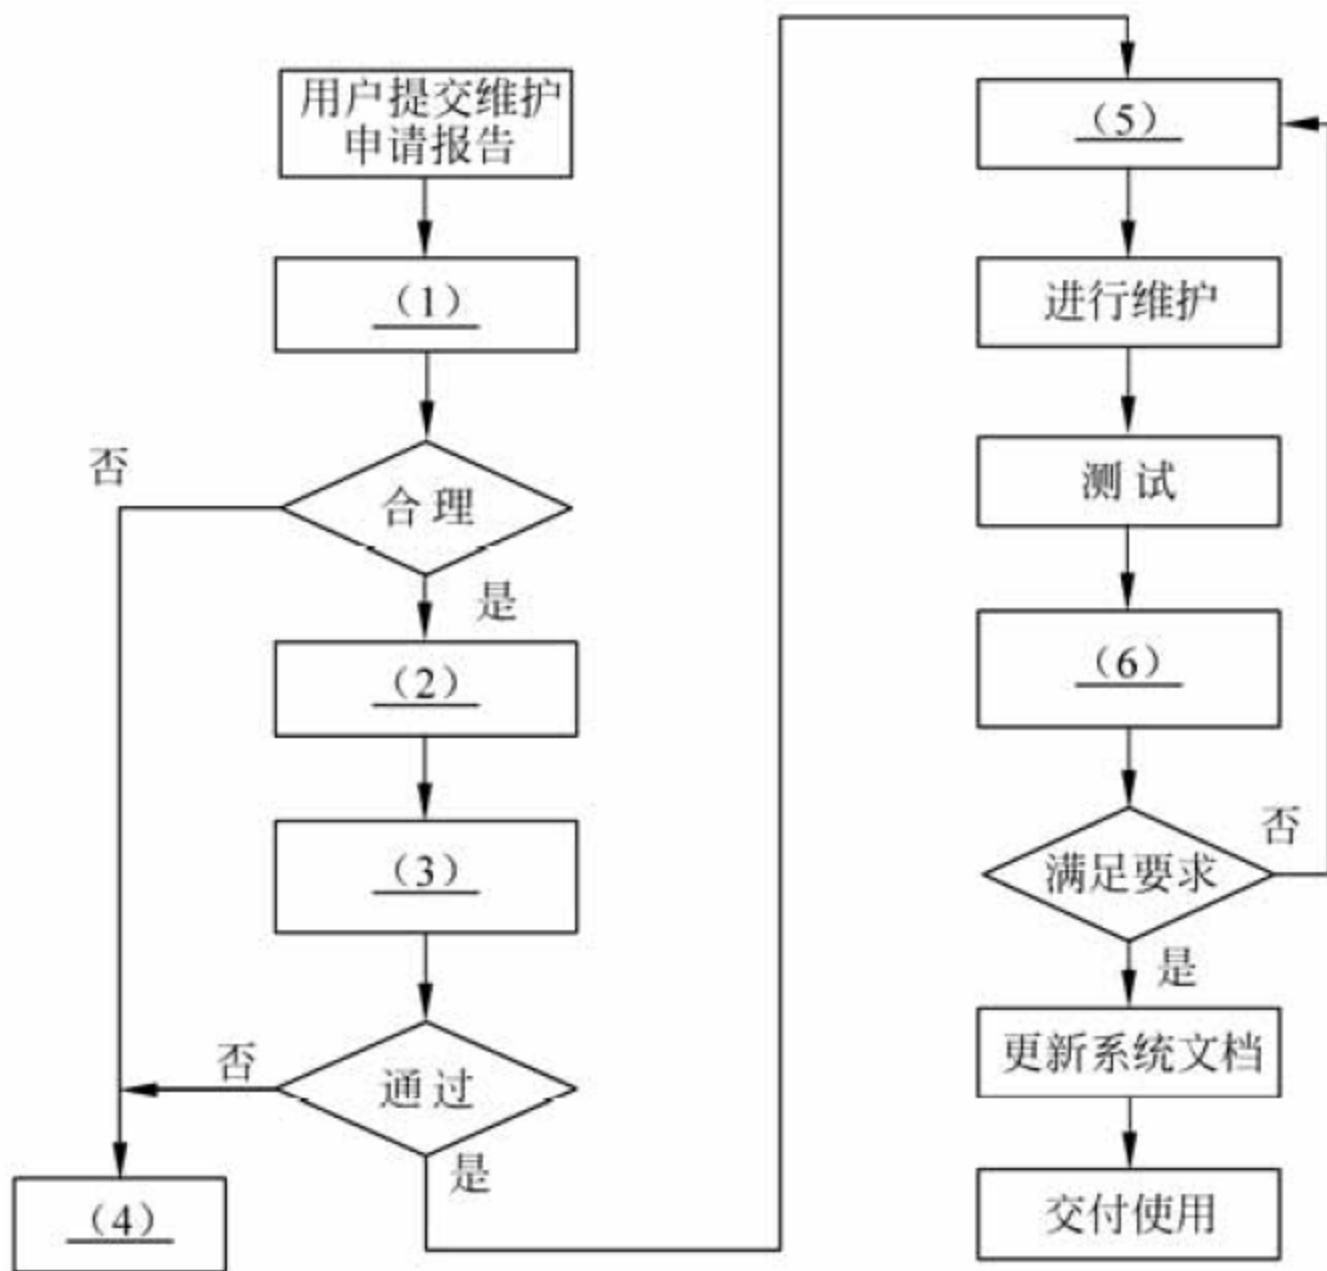 用户提交维护
申请报告
(1)
合理
否
是
(2)
(3)
通过
否
是
(4)
(5)
进行维护
测试
(6)
满足要求
否
是
更新系统文档
交付使用